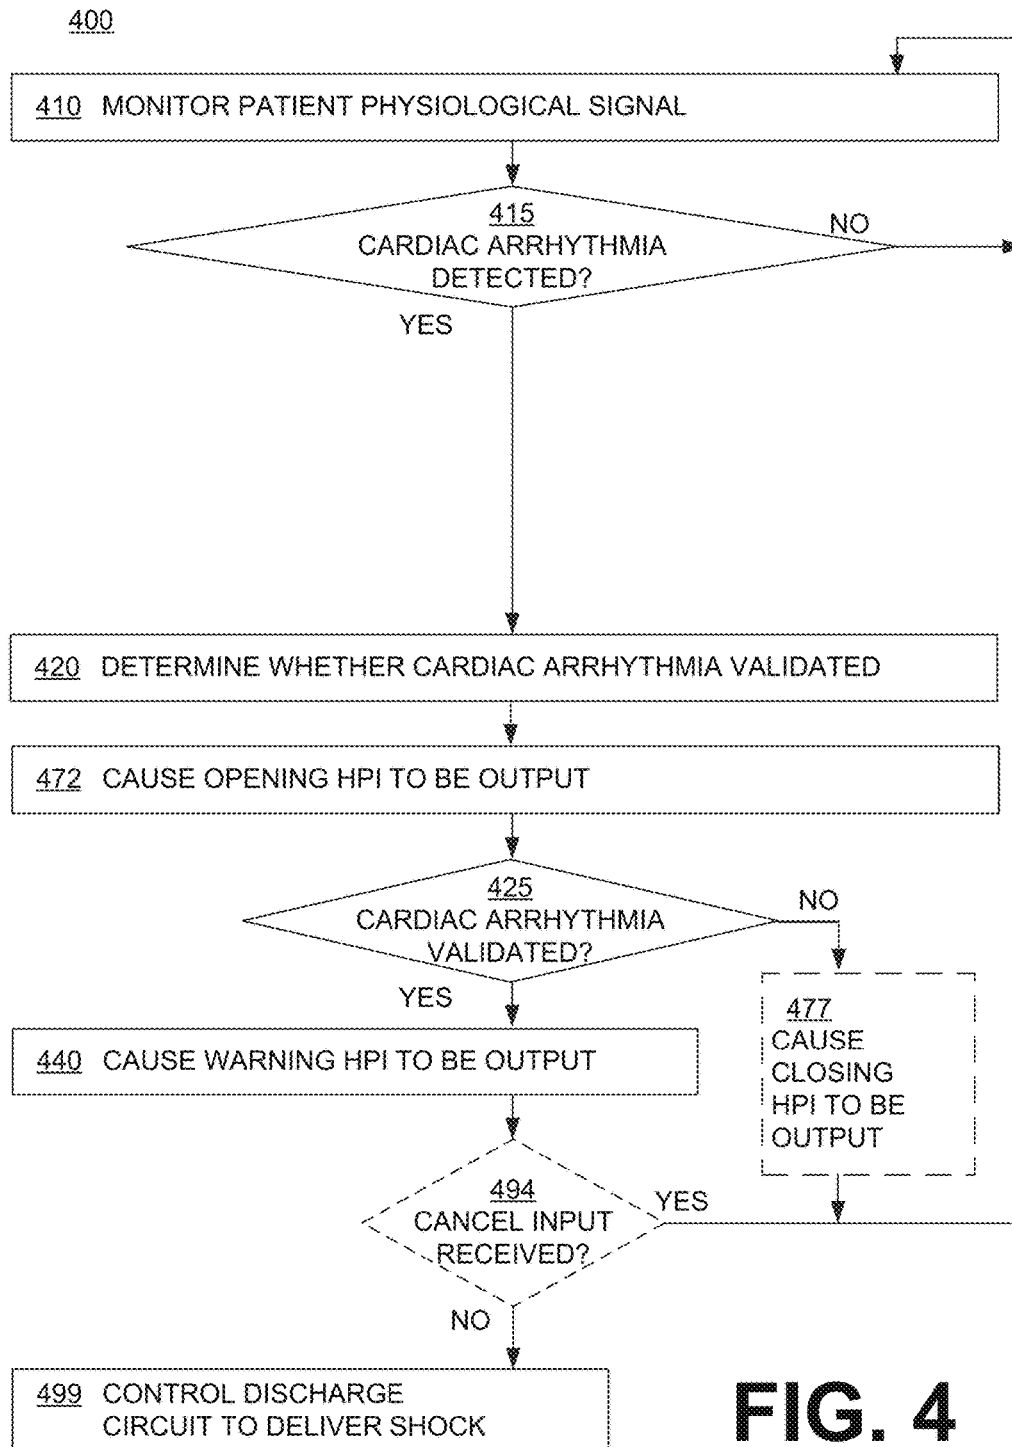 400
410 MONITOR PATIENT PHYSIOLOGICAL SIGNAL
415
CARDIAC ARRHYTHMIA
DETECTED?
NO
YES
420 DETERMINE WHETHER CARDIAC ARRHYTHMIA VALIDATED
472 CAUSE OPENING HPI TO BE OUTPUT
425
CARDIAC ARRHYTHMIA
VALIDATED?
NO
YES
477
CAUSE
CLOSING
HPI TO BE
OUTPUT
440 CAUSE WARNING HPI TO BE OUTPUT
494
CANCEL INPUT
RECEIVED?
YES
NO
499 CONTROL DISCHARGE
CIRCUIT TO DELIVER SHOCK
FIG. 4